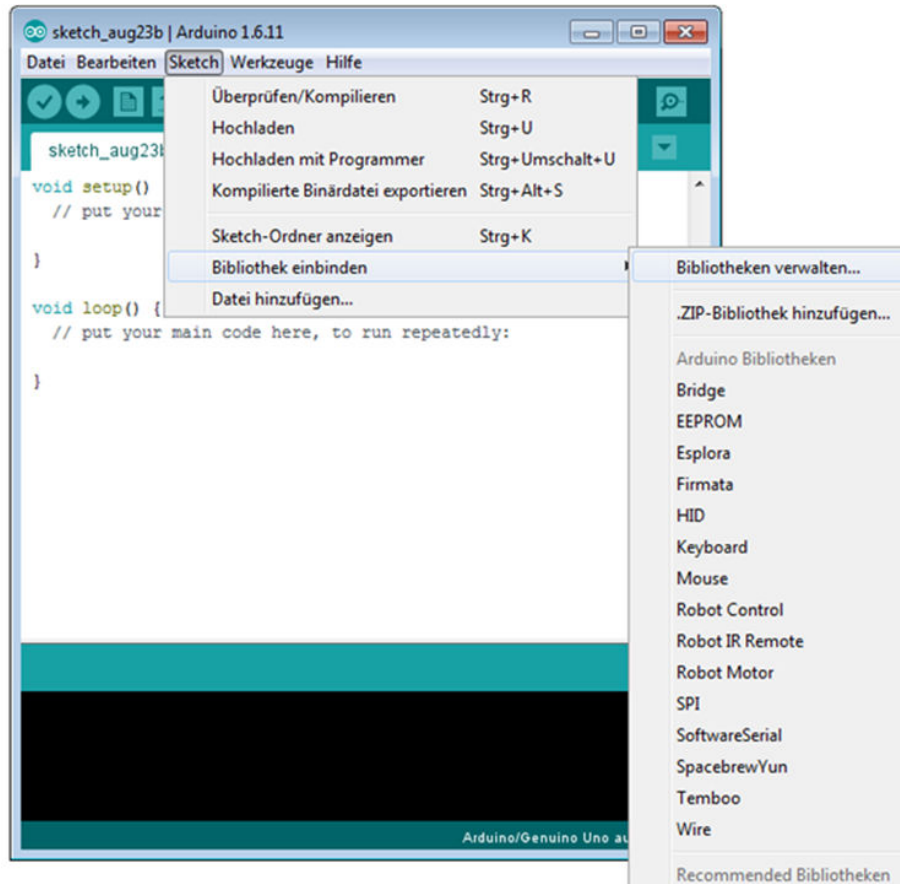 sketch_aug23b | Arduino 1.6.11
Datei Bearbeiten Sketch Werkzeuge Hilfe
Überprüfen/Kompilieren Strg+R
Hochladen Strg+U
Hochladen mit Programmer Strg+Umschalt+U
Kompilierte Binärdatei exportieren Strg+Alt+S
Sketch-Ordner anzeigen Strg+K
Bibliothek einbinden
Datei hinzufügen...
Bibliotheken verwalten...
.ZIP-Bibliothek hinzufügen...
Arduino Bibliotheken
Bridge
EEPROM
Esplora
Firmata
HID
Keyboard
Mouse
Robot Control
Robot IR Remote
Robot Motor
SPI
SoftwareSerial
SpacebrewYun
Temboo
Wire
Recommended Bibliotheken
sketch_aug23
void setup()
// put your
}
void loop() {
// put your main code here, to run repeatedly:
}
Arduino/Genuino Uno au